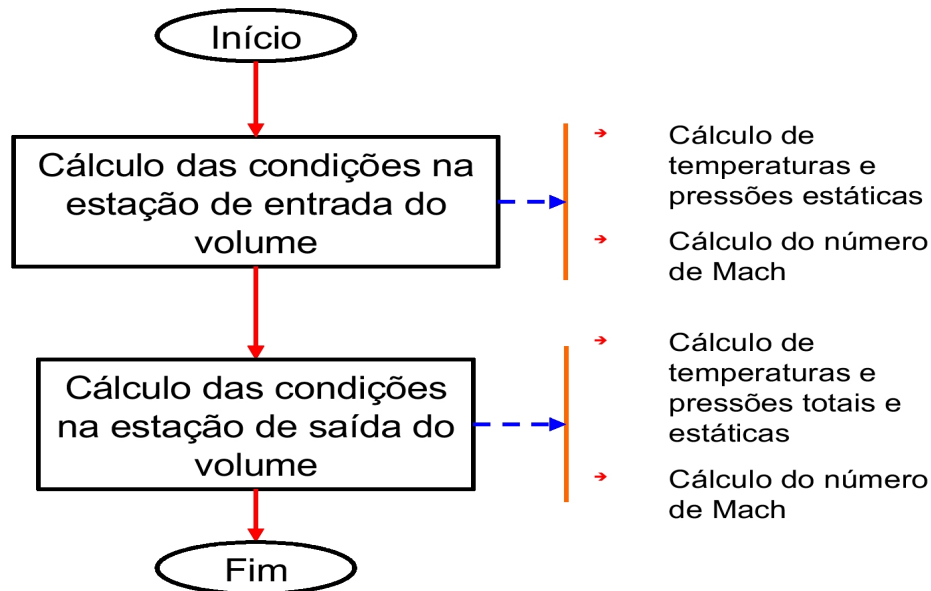 Início
Cálculo das condições na
estação de entrada do
volume
Cálculo de
temperaturas e
pressões estáticas
Cálculo do número
de Mach
Cálculo das condições
na estação de saída do
volume
Cálculo de
temperaturas e
pressões totais e
estáticas
Cálculo do número
de Mach
Fim